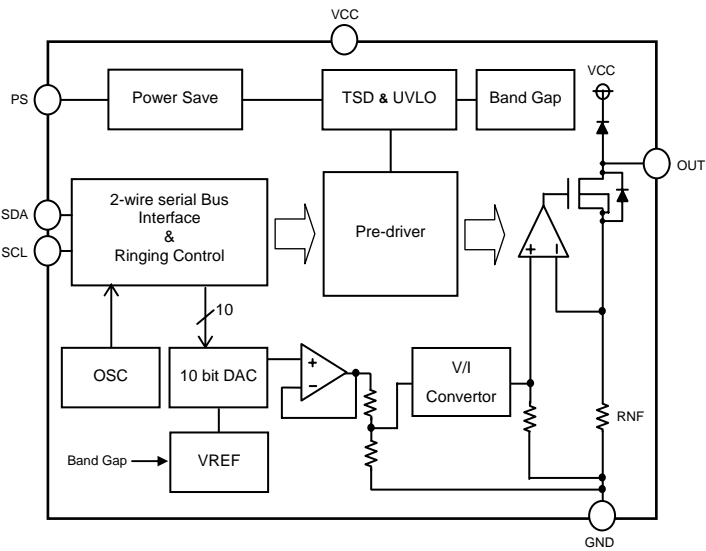 VCC
PS
Power Save
TSD & UVLO
Band Gap
VCC
OUT
SDA
SCL
2-wire serial Bus
Interface
&
Ringing Control
Pre-driver
+
−
10
OSC
10 bit DAC
+
−
V/I
Convertor
RNF
Band Gap
VREF
GND